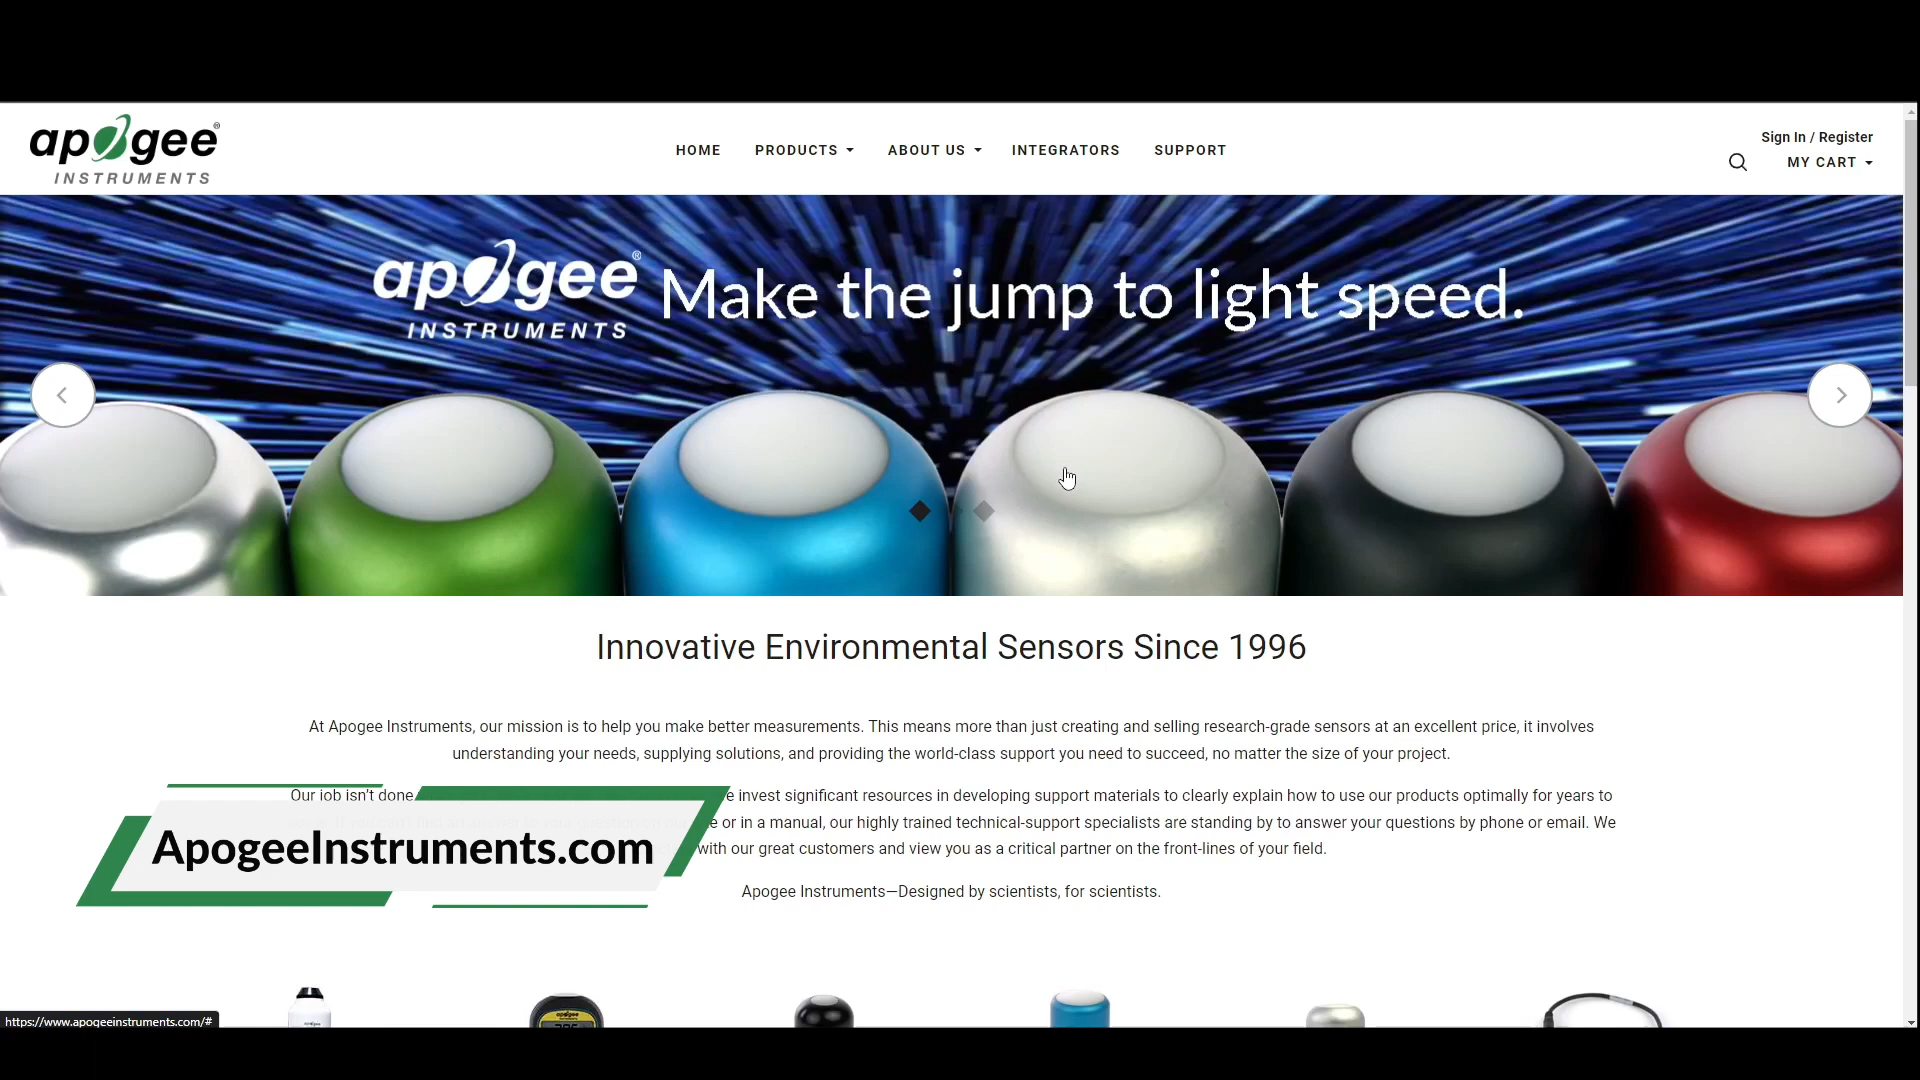 apogee®
INSTRUMENTS
HOME PRODUCTS ABOUT US INTEGRATORS SUPPORT
Sign In / Register
MY CART
apogee®
INSTRUMENTS
Make the jump to light speed.
Innovative Environmental Sensors Since 1996
At Apogee Instruments, our mission is to help you make better measurements. This means more than just creating and selling research-grade sensors at an excellent price, it involves
understanding your needs, supplying solutions, and providing the world-class support you need to succeed, no matter the size of your project.
Our job isn't done
invest significant resources in developing support materials to clearly explain how to use our products optimally for years to
or in a manual, our highly trained technical-support specialists are standing by to answer your questions by phone or email. We
with our great customers and view you as a critical partner on the front-lines of your field.
ApogeeInstruments.com
Apogee Instruments—Designed by scientists, for scientists.
apogee
apogee
https://www.apogeeinstruments.com/#